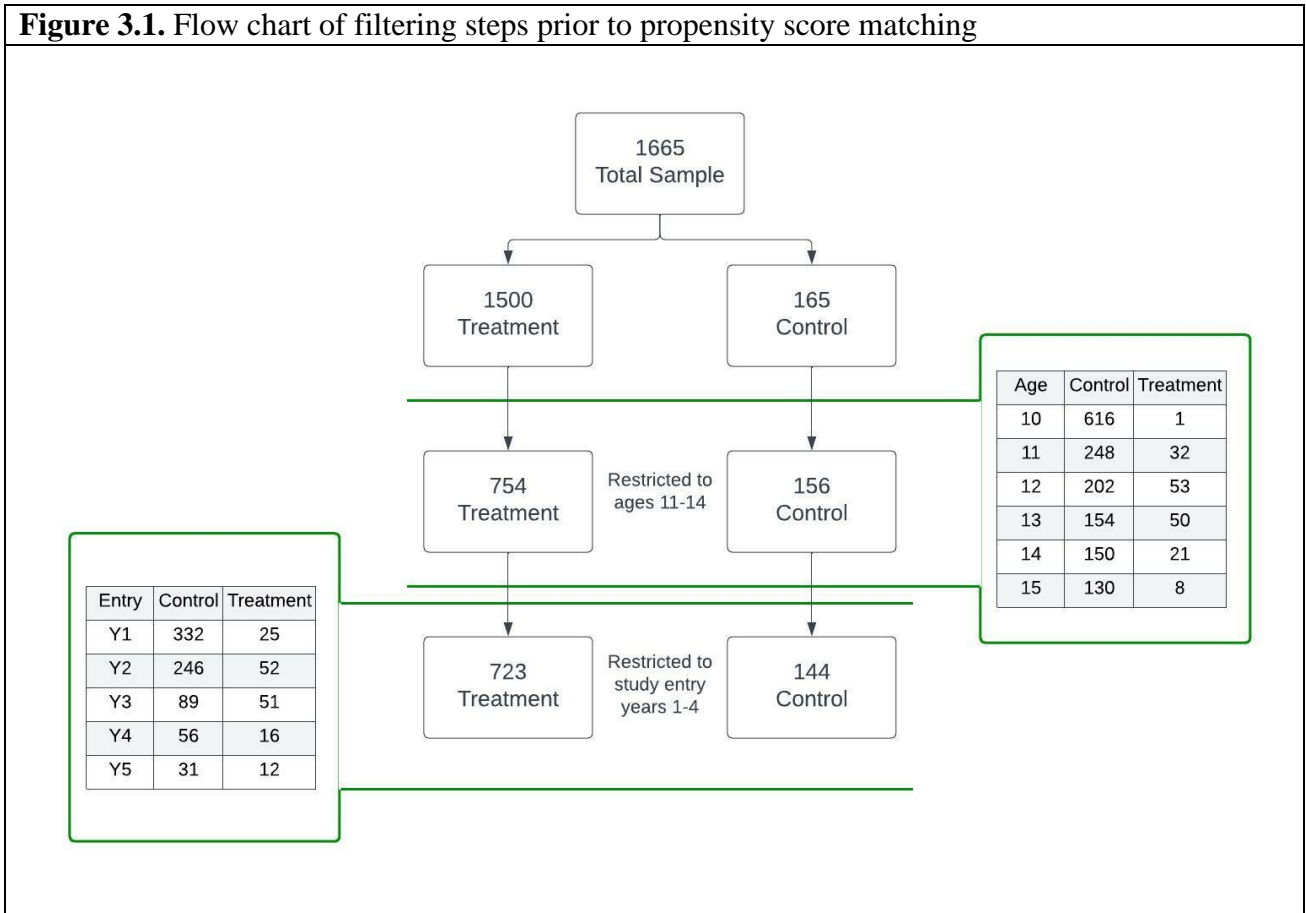 Figure 3.1. Flow chart of filtering steps prior to propensity score matching
1665
Total Sample
1500
Treatment
165
Control
Age Control Treatment
10 616 1
11 248 32
12 202 53
13 154 50
14 150 21
15 130 8
754
Treatment
Restricted to
ages 11-14
156
Control
Entry Control Treatment
Y1 332 25
Y2 246 52
Y3 89 51
Y4 56 16
Y5 31 12
723
Treatment
Restricted to
study entry
years 1-4
144
Control